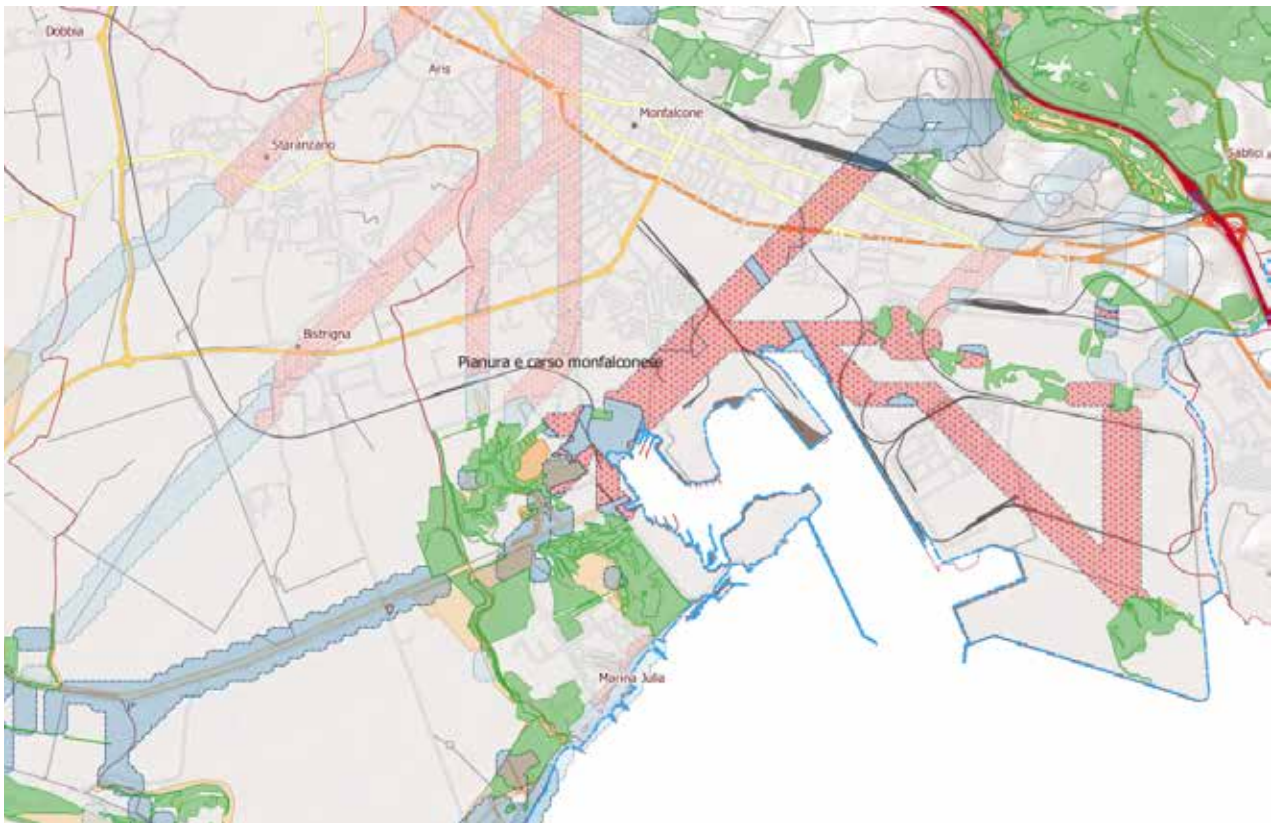 Dobbia
Aris
Monfalcone
Staranzano
Sablici a
Bistrigna
Pianura e carso monfalconese
Marina Julia